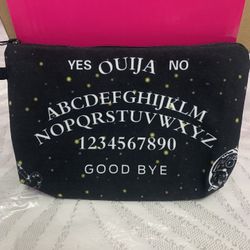 YES OUIJA NO
ABCDEFGHIJKLM
NOPQRSTUVWXYZ
1234567890
GOOD BYE